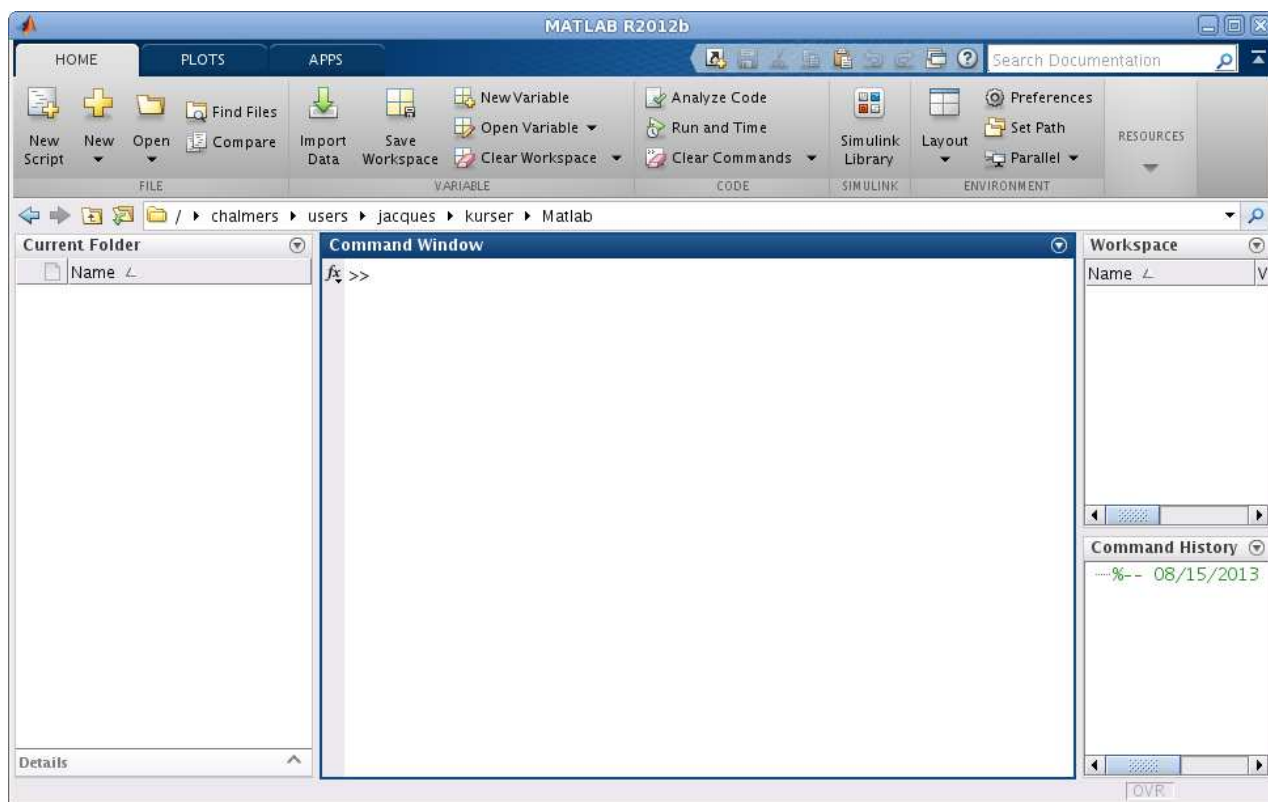 MATLAB R2012b
HOME PLOTS APPS Search Documentation
New Script New Open Find Files Compare Import Data Save Workspace New Variable Open Variable Clear Workspace Analyze Code Run and Time Clear Commands Simulink Library Layout Preferences Set Path Parallel RESOURCES
FILE VARIABLE CODE SIMULINK ENVIRONMENT
/ chalmers users jacques kurser Matlab
Current Folder Command Window Workspace
Name fx >> Name V
Command History
%-- 08/15/2013
Details
OVR